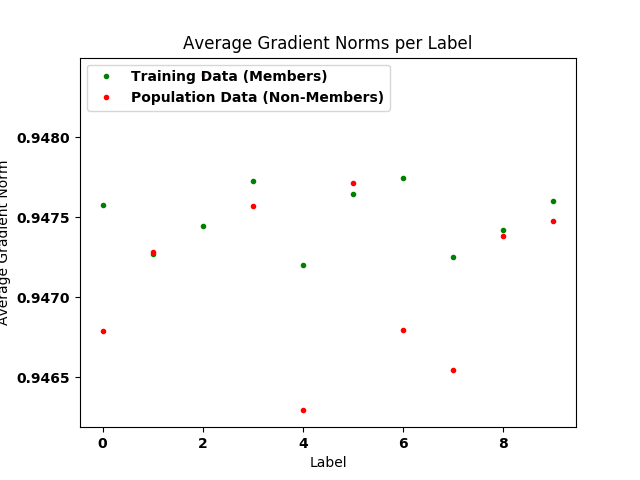 Average Gradient Norms per Label
Training Data (Members)
Population Data (Non-Members)
0.9480
0.9475
0.9470
0.9465
Average Gradient Norm
0 2 4 6 8
Label